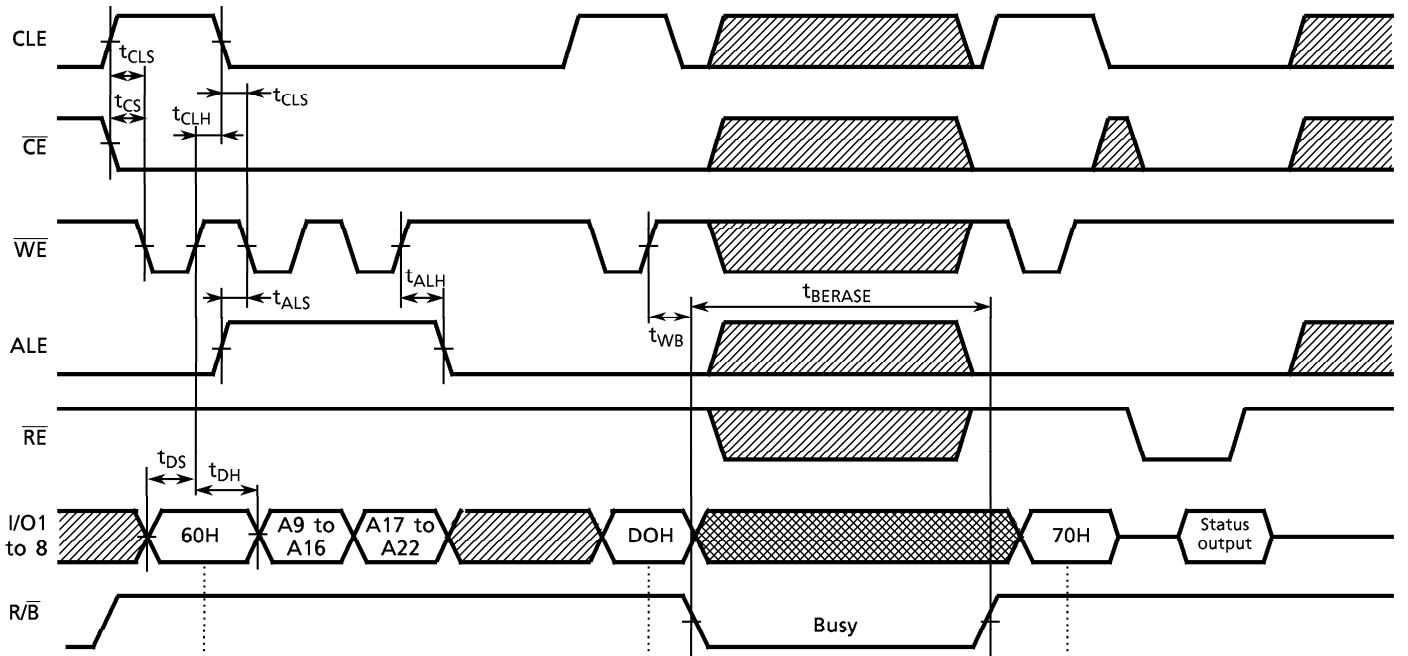 CLE
tCLS
tCS
tCLH
tCLS
CE
WE
tALH
tALS
tBERASE
tWB
ALE
RE
tDS
tDH
I/O1
to 8
60H
A9 to
A16
A17 to
A22
DOH
70H
Status
output
R/B
Busy